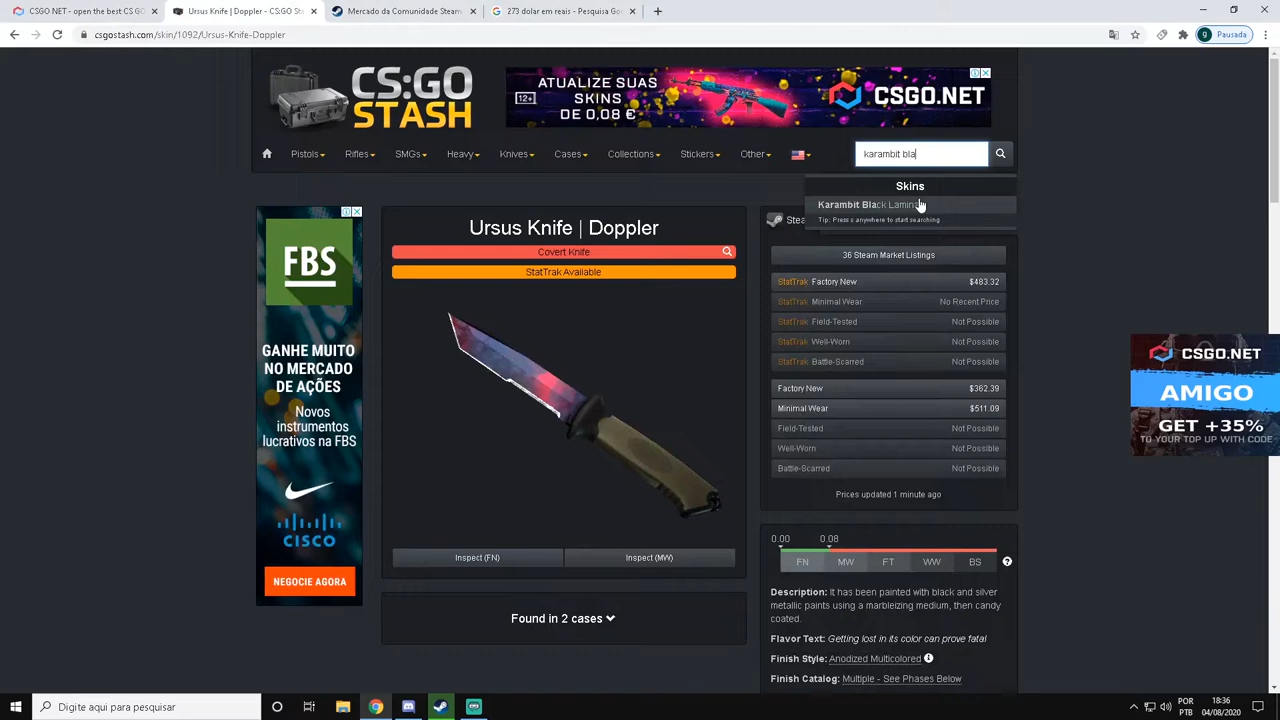 CSGO NET - open the best CS GO
Ursus Knife | Doppler - CS:GO St
Mercado da Comunidade Steam
273 dolar em reais - Pesquisa Go
csgostash.com/skin/1092/Ursus-Knife-Doppler
g Pausada
CS:GO
STASH
ATUALIZE SUAS
12+ SKINS
DE 0,08 €
CSGO.NET
Pistols
Rifles
SMGs
Heavy
Knives
Cases
Collections
Stickers
Other
karambit bla
Skins
Karambit Black Lamina
Tip: Press s anywhere to start searching
Stea
FBS
GANHE MUITO
NO MERCADO
DE AÇÕES
Novos
instrumentos
lucrativos na FBS
CISCO
NEGOCIE AGORA
Ursus Knife | Doppler
Covert Knife
StatTrak Available
Inspect (FN)
Inspect (MW)
Found in 2 cases
36 Steam Market Listings
StatTrak Factory New $483.32
StatTrak Minimal Wear No Recent Price
StatTrak Field-Tested Not Possible
StatTrak Well-Worn Not Possible
StatTrak Battle-Scarred Not Possible
Factory New $362.39
Minimal Wear $511.09
Field-Tested Not Possible
Well-Worn Not Possible
Battle-Scarred Not Possible
Prices updated 1 minute ago
0.00 0.08
FN MW FT WW BS
Description: It has been painted with black and silver
metallic paints using a marbleizing medium, then candy
coated.
Flavor Text: Getting lost in its color can prove fatal
Finish Style: Anodized Multicolored
Finish Catalog: Multiple - See Phases Below
CSGO.NET
AMIGO
GET +35%
TO YOUR TOP UP WITH CODE
Digite aqui para pesquisar
POR
PTB
18:36
04/08/2020